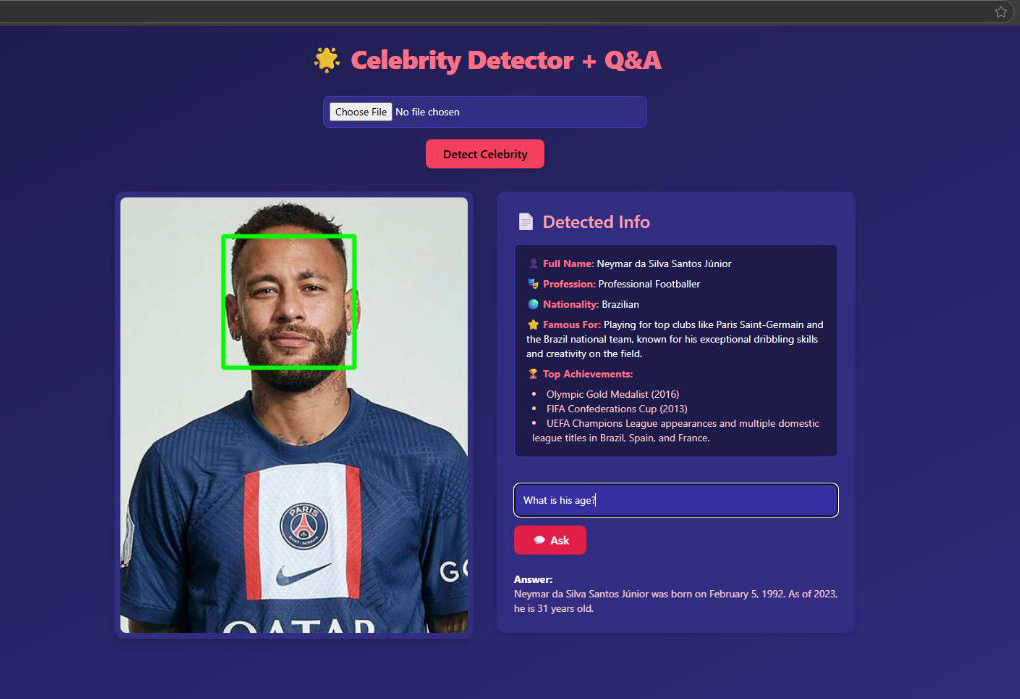 Celebrity Detector + Q&A
Choose File No file chosen
Detect Celebrity
Detected Info
Full Name: Neymar da Silva Santos Júnior
Profession: Professional Footballer
Nationality: Brazilian
Famous For: Playing for top clubs like Paris Saint-Germain and
the Brazil national team, known for his exceptional dribbling skills
and creativity on the field.
Top Achievements:
• Olympic Gold Medalist (2016)
• FIFA Confederations Cup (2013)
• UEFA Champions League appearances and multiple domestic
league titles in Brazil, Spain, and France.
What is his age?
Ask
Answer:
Neymar da Silva Santos Júnior was born on February 5, 1992. As of 2023,
he is 31 years old.
PARIS
SAINT-GERMAIN
GO
QATAR